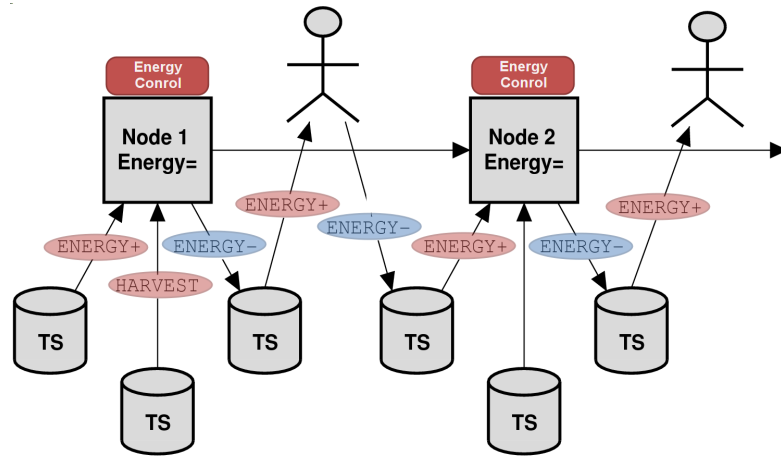 Energy
Conrol
Energy
Conrol
Node 1
Energy=
Node 2
Energy=
ENERGY+
ENERGY+
ENERGY-
ENERGY-
ENERGY+
ENERGY-
ENERGY+
HARVEST
TS
TS
TS
TS
TS
TS